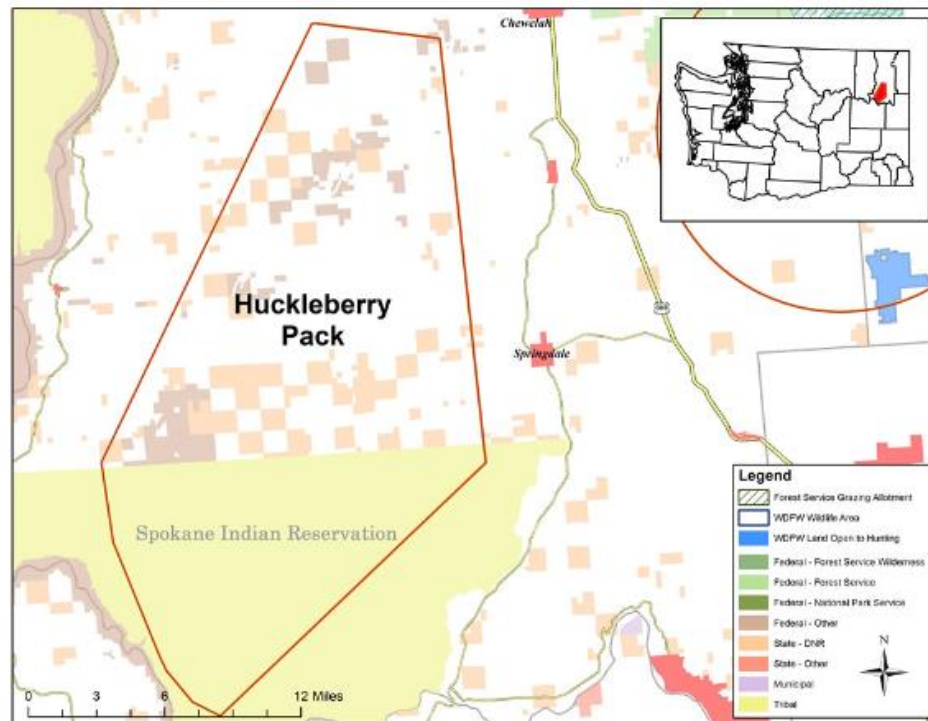 Chewelah
Huckleberry
Pack
Springdale
Spokane Indian Reservation
0 3 6 12 Miles
Legend
Forest Service Grazing Allotment
WDFW Wildlife Area
WDFW Land Open to Hunting
Federal - Forest Service Wilderness
Federal - Forest Service
Federal - National Park Service
Federal - Other
State - DNR
State - Other
Municipal
Tribal
N